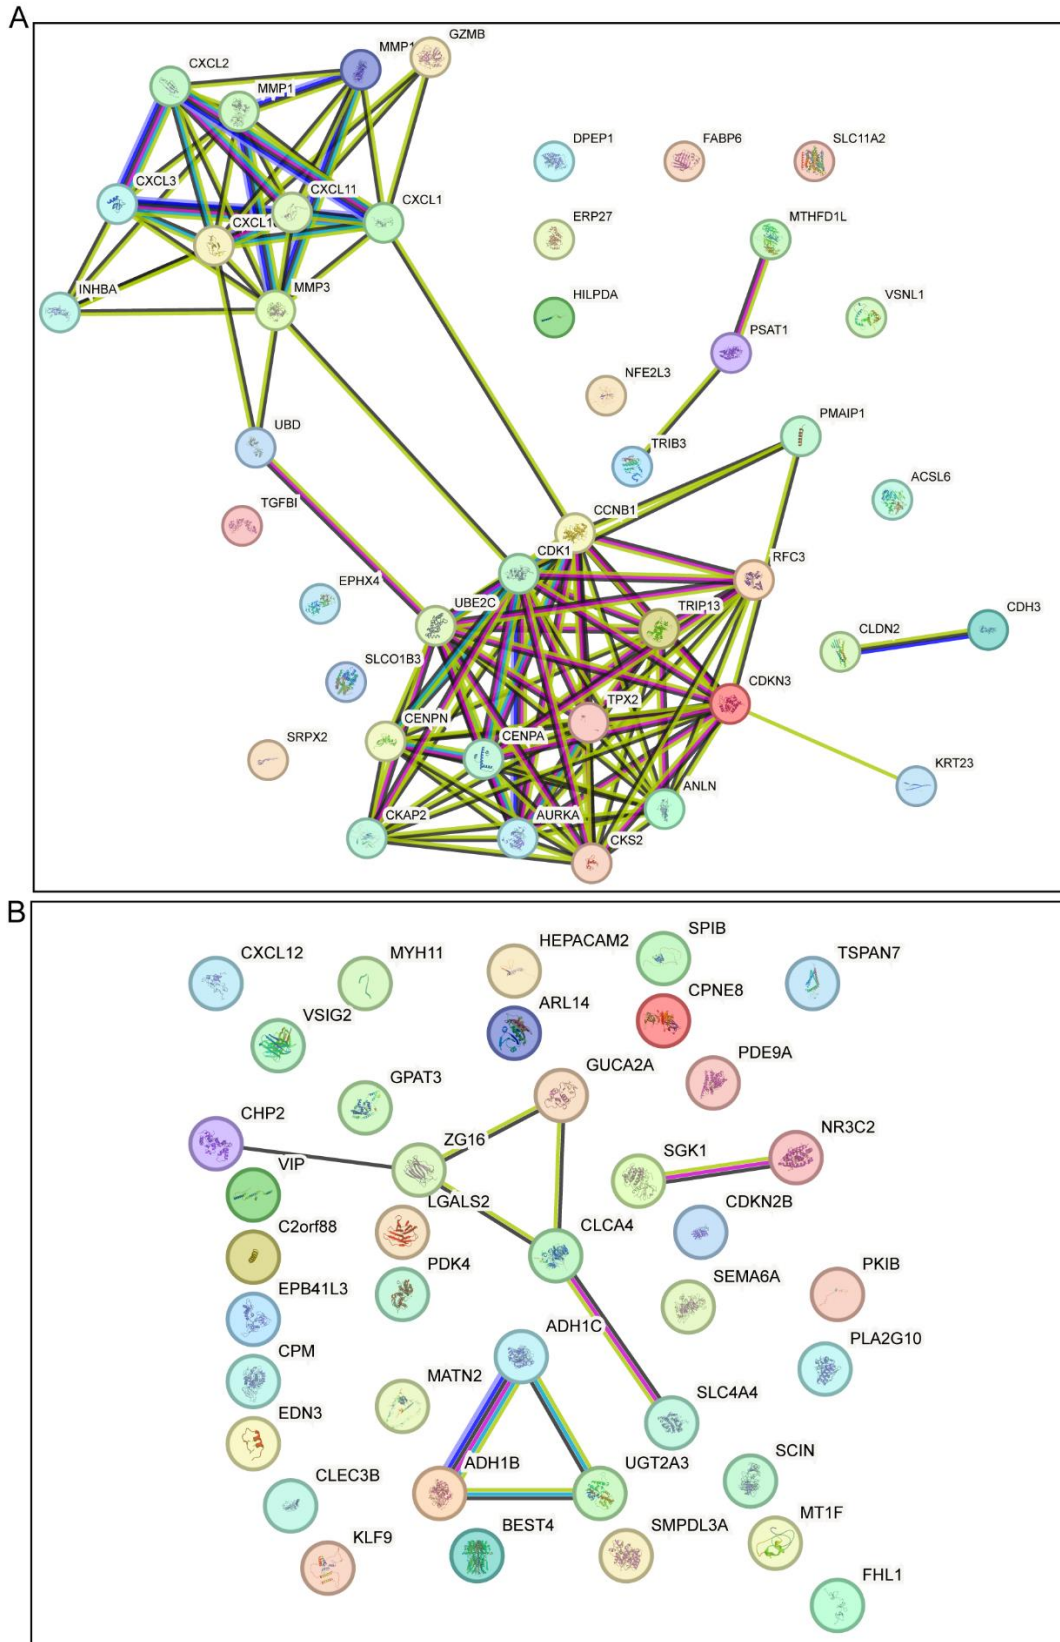 A
GZMB
MMP1
CXCL2
MMP1
DPEP1
FABP6
SLC11A2
CXCL3
CXCL11
CXCL1
CXCL1
ERP27
MTHFD1L
INHBA
MMP3
HILPDA
VSNL1
PSAT1
NFE2L3
PMAIP1
UBD
TRIB3
ACSL6
TGFBI
CCNB1
CDK1
RFC3
EPHX4
UBE2C
TRIP13
CDH3
CLDN2
SLCO1B3
CDKN3
TPX2
CENPN
CENPA
SRPX2
KRT23
ANLN
CKAP2
AURKA
CKS2
B
CXCL12
MYH11
HEPACAM2
SPIB
TSPAN7
VSIG2
ARL14
CPNE8
GPAT3
GUCA2A
PDE9A
CHP2
ZG16
SGK1
NR3C2
VIP
LGALS2
CDKN2B
C2orf88
CLCA4
PDK4
SEMA6A
PKIB
EPB41L3
ADH1C
CPM
MATN2
PLA2G10
SLC4A4
EDN3
ADH1B
UGT2A3
SCIN
CLEC3B
BEST4
SMPDL3A
MT1F
KLF9
FHL1